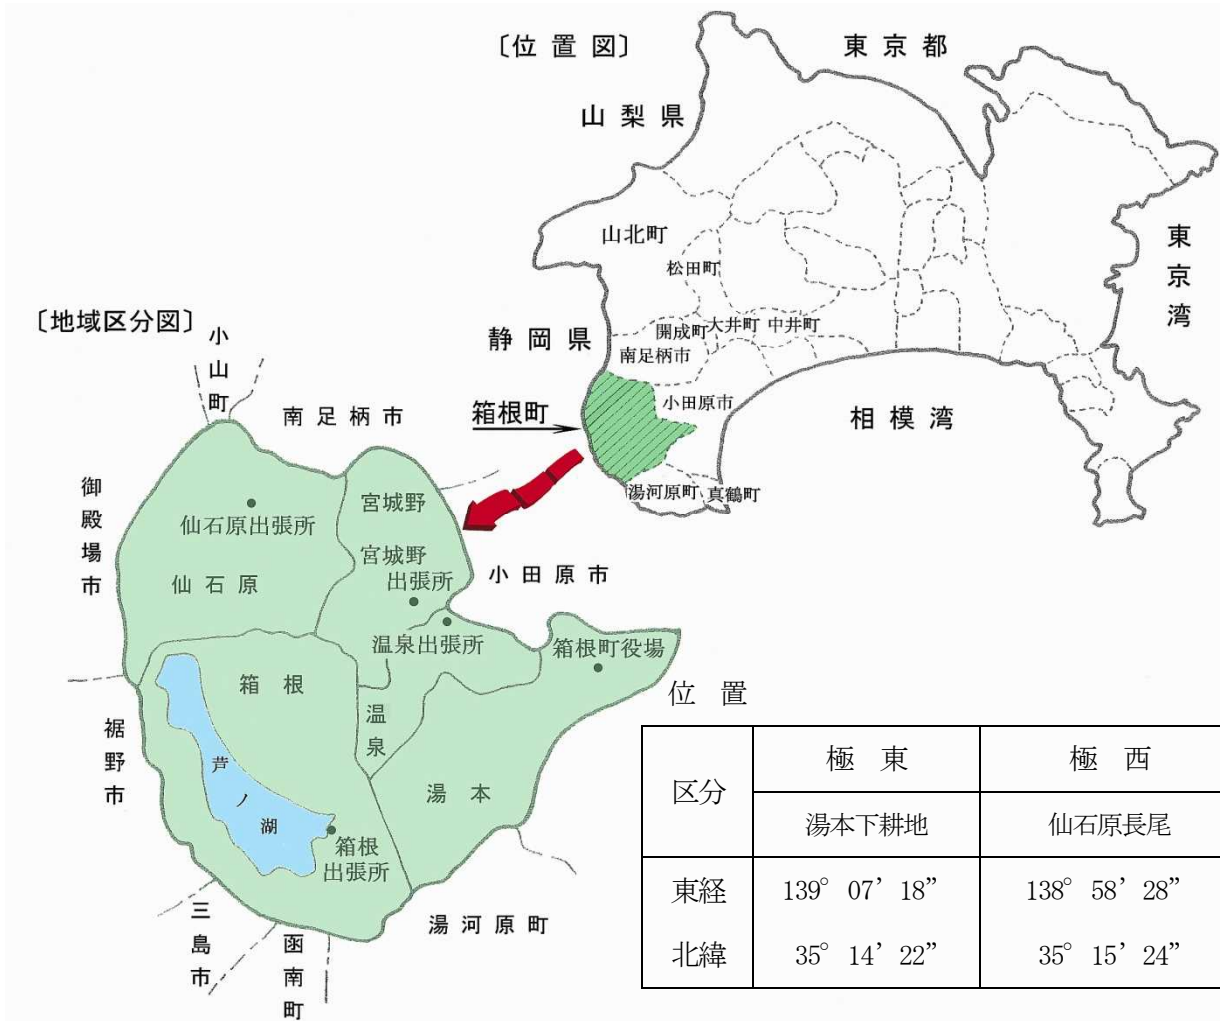 〔位置図〕
東京都
山梨県
山北町
松田町
東京湾
静岡県
開成町
大井町
中井町
南足柄市
箱根町
小田原市
相模湾
湯河原町
真鶴町
〔地域区分図〕
小山町
南足柄市
御殿場市
宮城野
仙石原出張所
宮城野
出張所
仙石原
小田原市
温泉出張所
箱根町役場
箱根
温泉
裾野市
芦ノ湖
湯本
箱根
出張所
三島市
函南町
湯河原町
位置
区分 極東 極西
湯本下耕地 仙石原長尾
東経 139°07’18” 138°58’28”
北緯 35°14’22” 35°15’24”